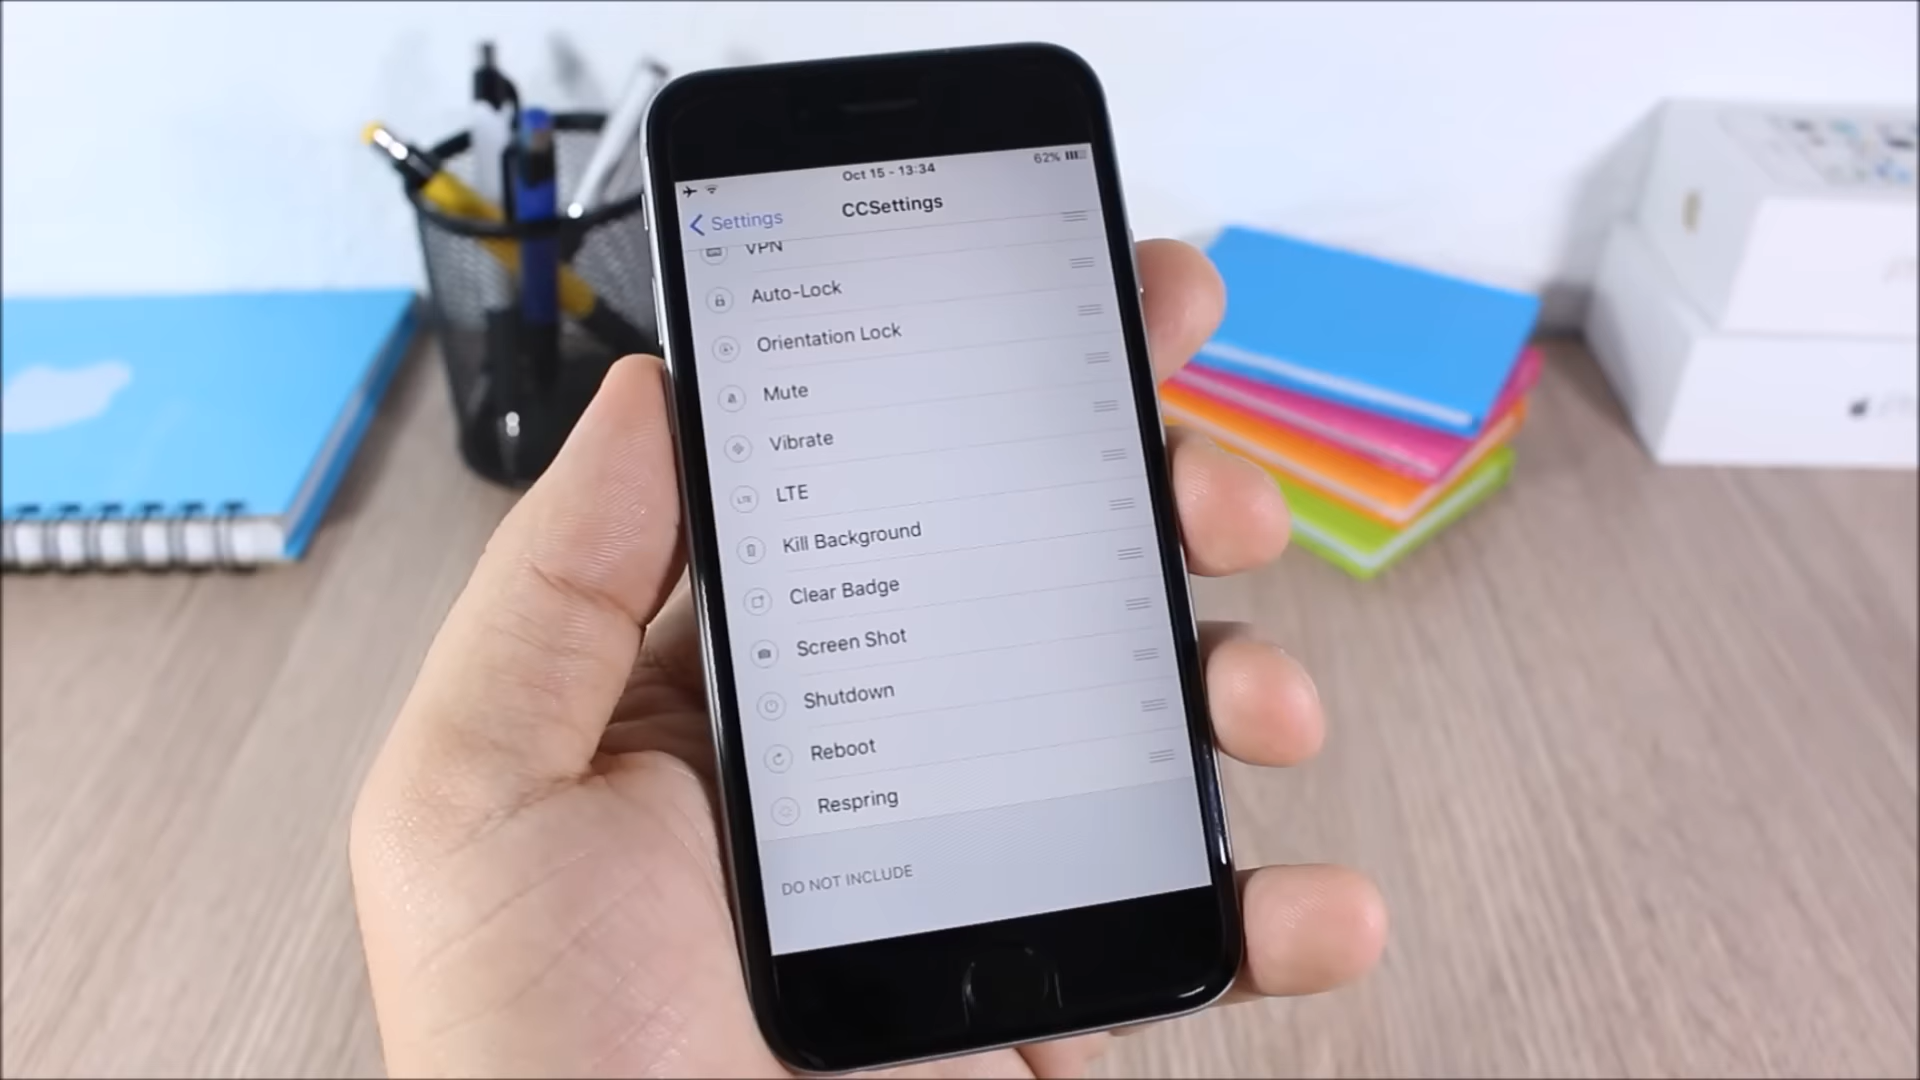 Oct 15 - 13:34
62%
Settings
CCSettings
VPN
Auto-Lock
Orientation Lock
Mute
Vibrate
LTE
LTE
Kill Background
Clear Badge
Screen Shot
Shutdown
Reboot
Respring
DO NOT INCLUDE